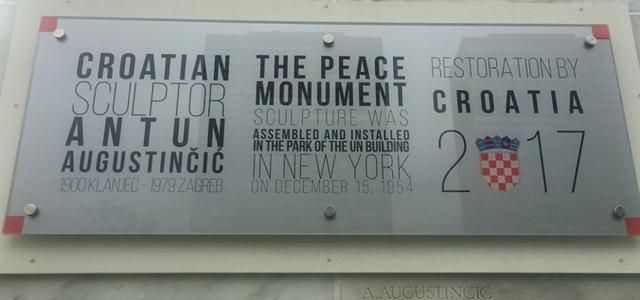 CROATIAN
SCULPTOR
ANTUN
AUGUSTINČIĆ
1900 KLANJEC - 1979 ZAGREB
THE PEACE
MONUMENT
SCULPTURE WAS
ASSEMBLED AND INSTALLED
IN THE PARK OF THE UN BUILDING
IN NEW YORK
ON DECEMBER 15, 1954
RESTORATION BY
CROATIA
2017
A.AUGUSTINCIC